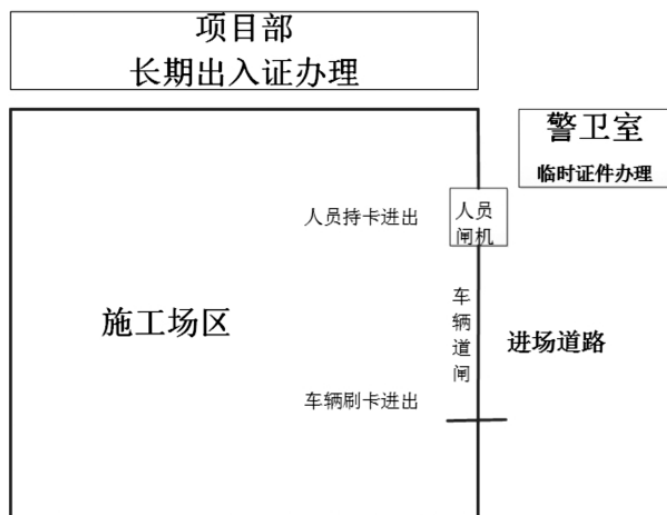 项目部
长期出入证办理
警卫室
临时证件办理
人员持卡进出
人员
闸机
施工场区
车辆道闸
进场道路
车辆刷卡进出